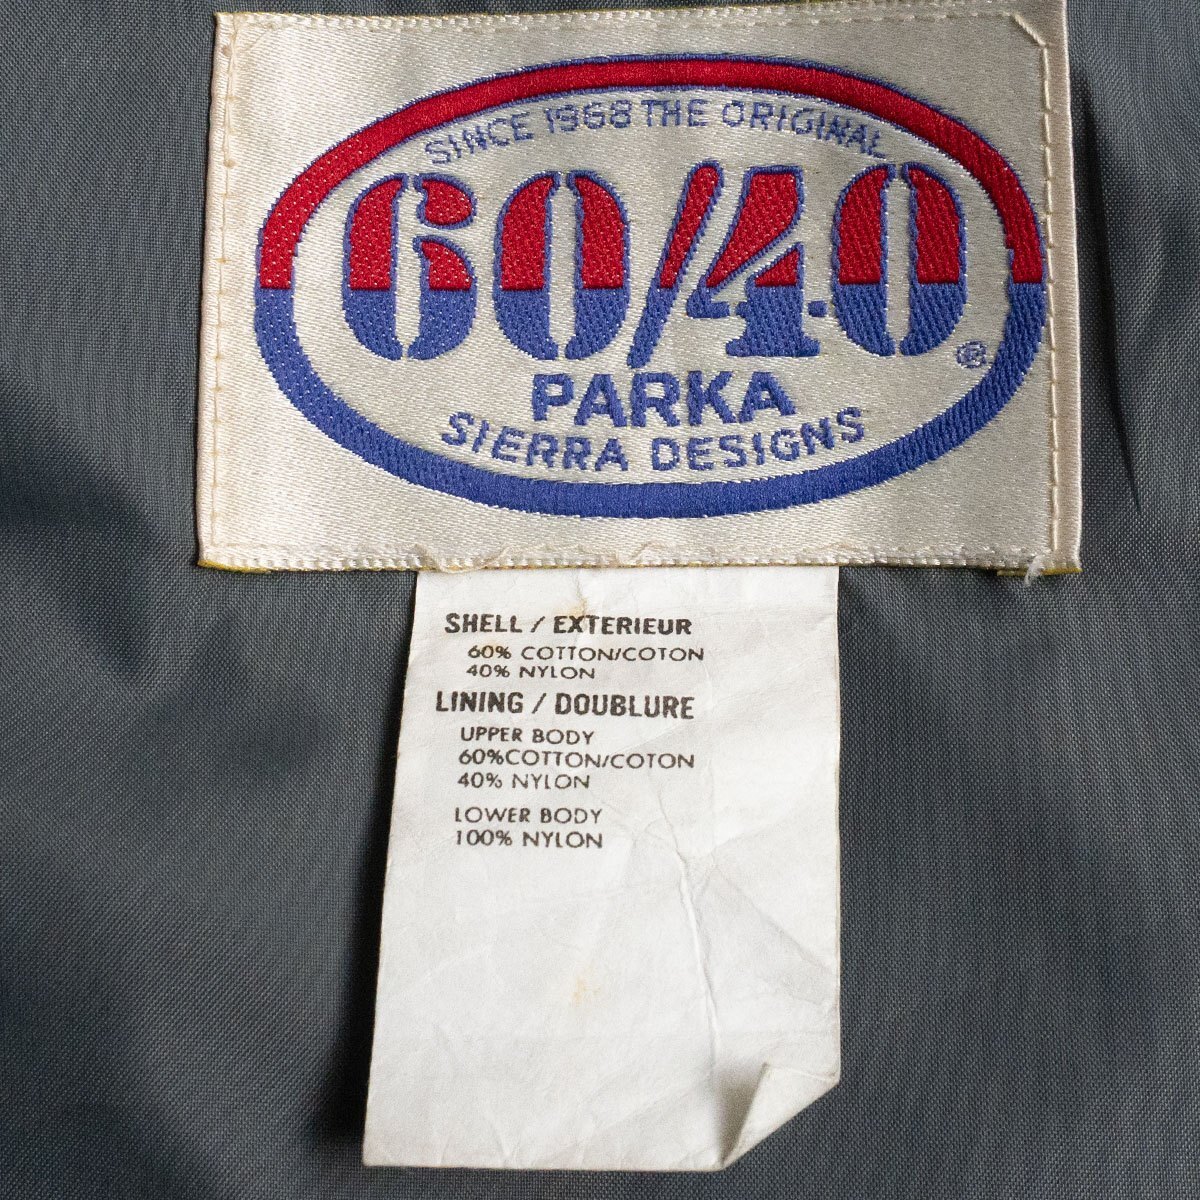 SINCE 1968 THE ORIGINAL
60/40®
PARKA
SIERRA DESIGNS
SHELL / EXTERIEUR
60% COTTON/COTON
40% NYLON
LINING / DOUBLURE
UPPER BODY
60%COTTON/COTON
40% NYLON
LOWER BODY
100% NYLON